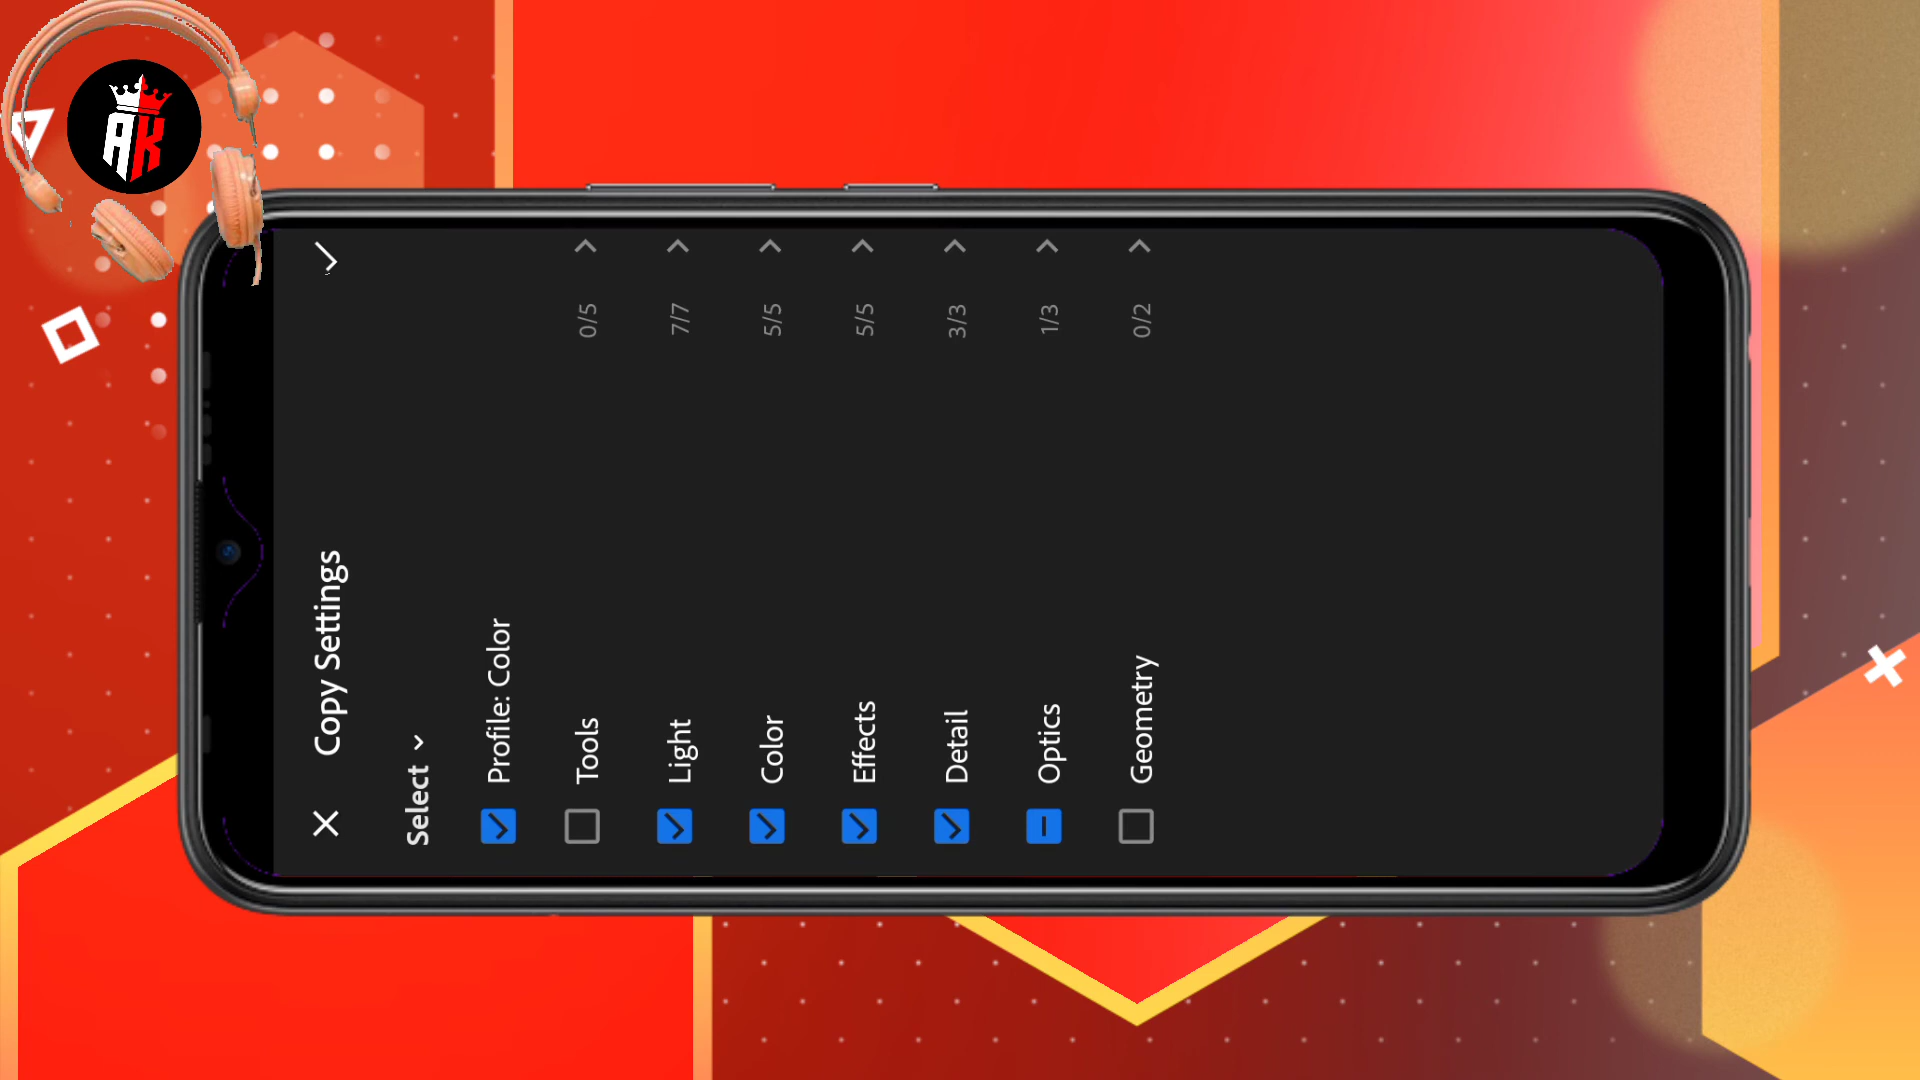 AK
Copy Settings
Select
Profile: Color
Tools 0/5
Light 7/7
Color 5/5
Effects 5/5
Detail 3/3
Optics 1/3
Geometry 0/2